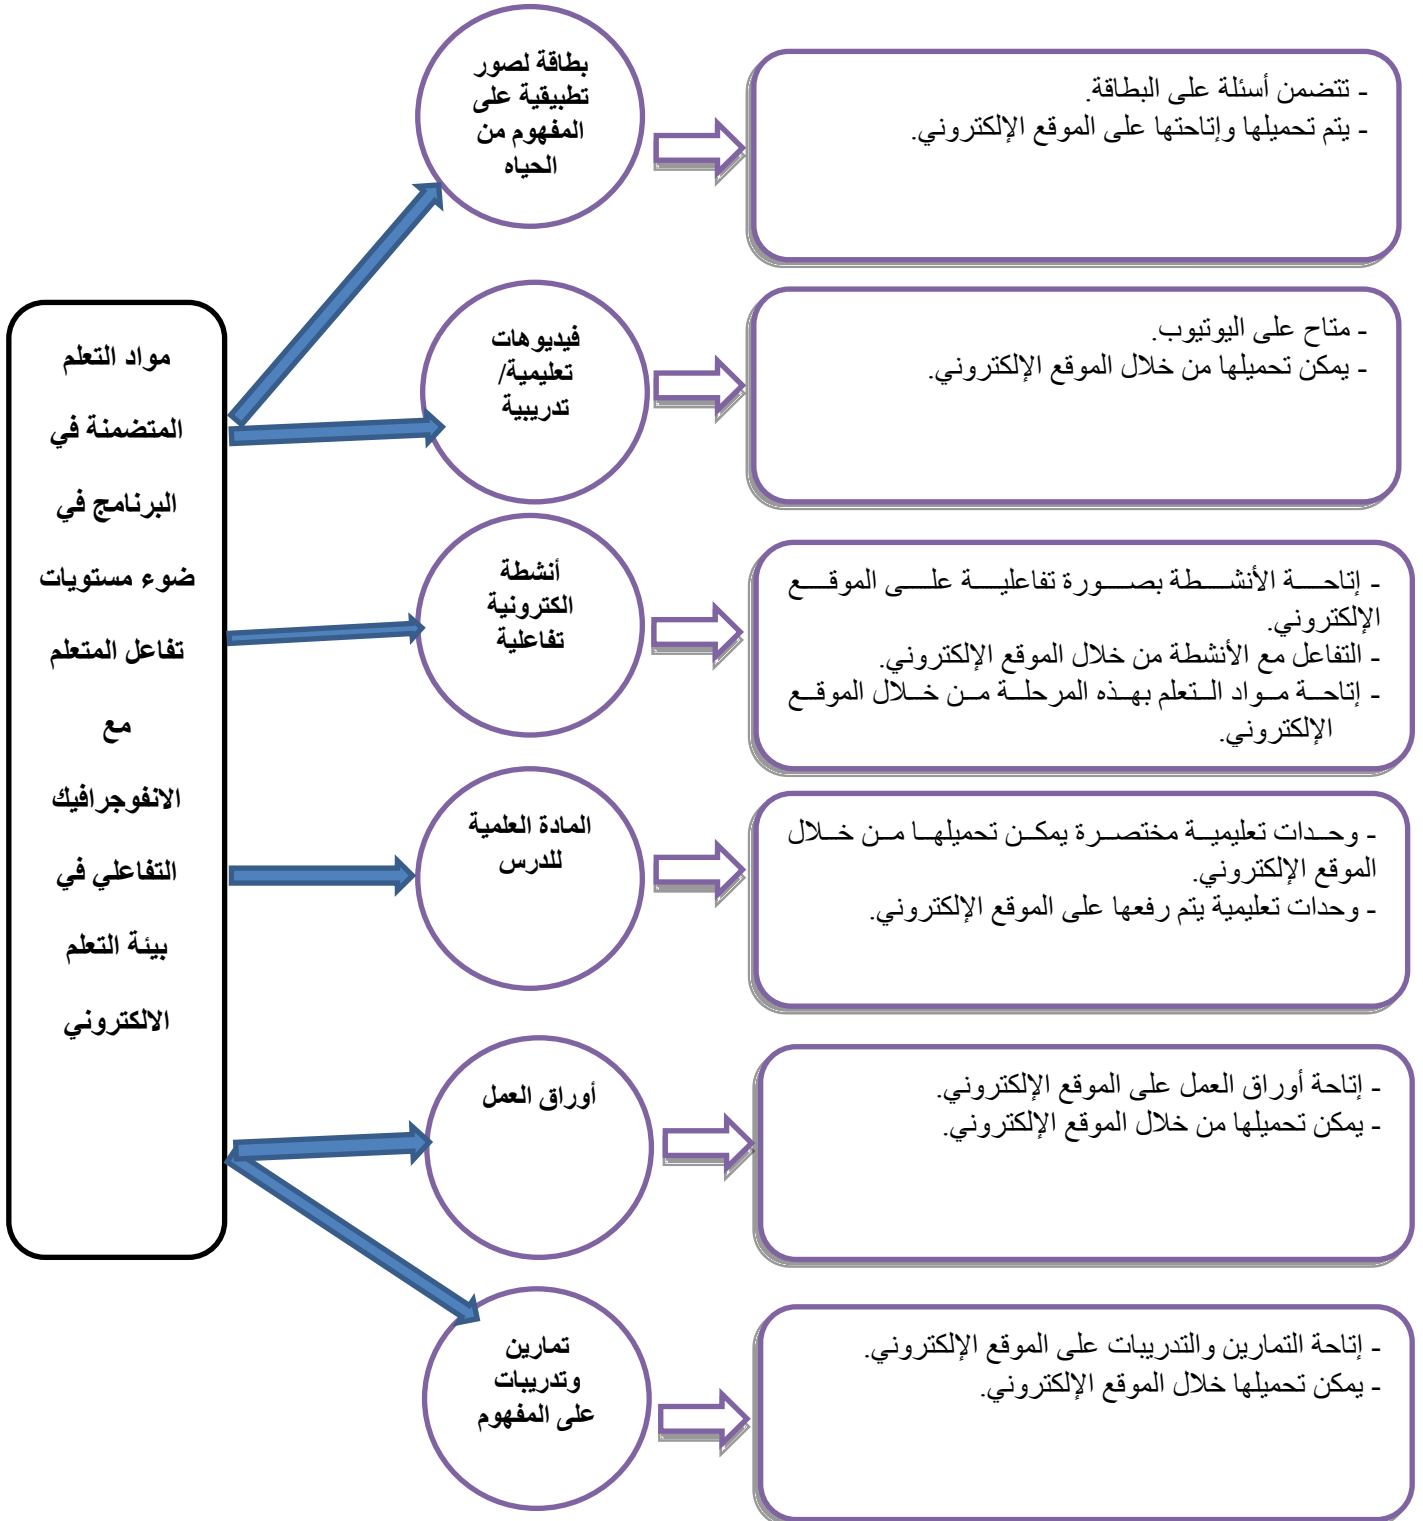 مواد التعلم
المتضمنة في
البرنامج في
ضوء مستويات
تفاعل المتعلم
مع
الانفوجرافيك
التفاعلي في
بيئة التعلم
الالكتروني
بطاقة لصور
تطبيقية على
المفهوم من
الحياه
- تتضمن أسئلة على البطاقة.
- يتم تحميلها وإتاحتها على الموقع الإلكتروني.
فيديوهات
تعليمية/
تدريبية
- متاح على اليوتيوب.
- يمكن تحميلها من خلال الموقع الإلكتروني.
أنشطة
الكترونية
تفاعلية
- إتاحة الأنشطة بصورة تفاعلية على الموقع
الإلكتروني.
- التفاعل مع الأنشطة من خلال الموقع الإلكتروني.
- إتاحة مواد التعلم بهذه المرحلة من خلال الموقع
الإلكتروني.
المادة العلمية
للدرس
- وحدات تعليمية مختصرة يمكن تحميلها من خلال
الموقع الإلكتروني.
- وحدات تعليمية يتم رفعها على الموقع الإلكتروني.
أوراق العمل
- إتاحة أوراق العمل على الموقع الإلكتروني.
- يمكن تحميلها من خلال الموقع الإلكتروني.
تمارين
وتدريبات
على المفهوم
- إتاحة التمارين والتدريبات على الموقع الإلكتروني.
- يمكن تحميلها خلال الموقع الإلكتروني.